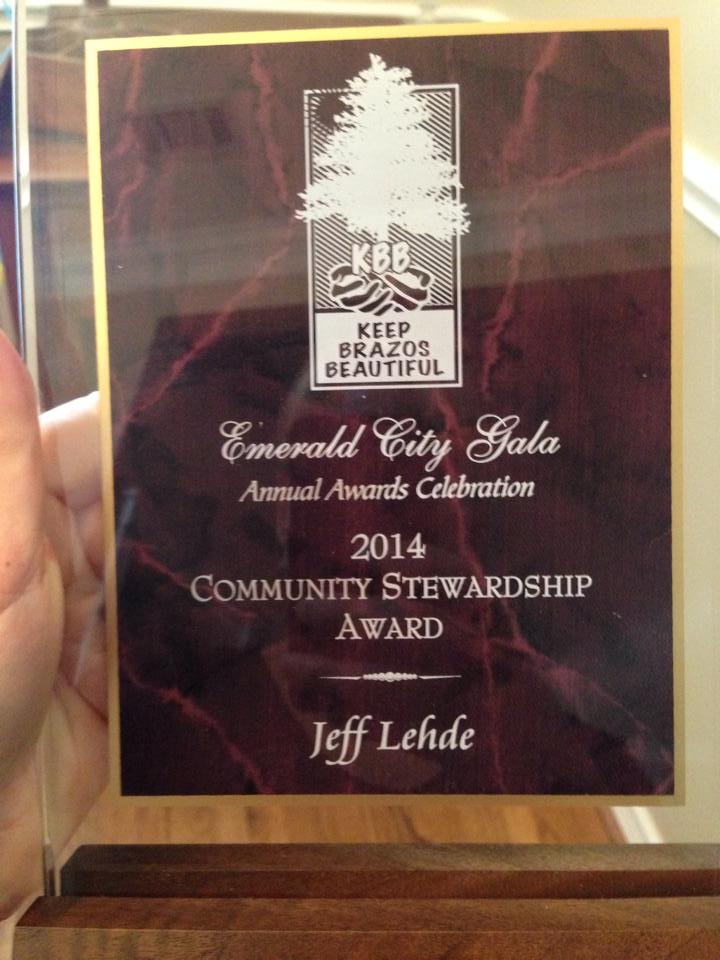 KBB
KEEP
BRAZOS
BEAUTIFUL
Emerald City Gala
Annual Awards Celebration
2014
COMMUNITY STEWARDSHIP
AWARD
Jeff Lehde